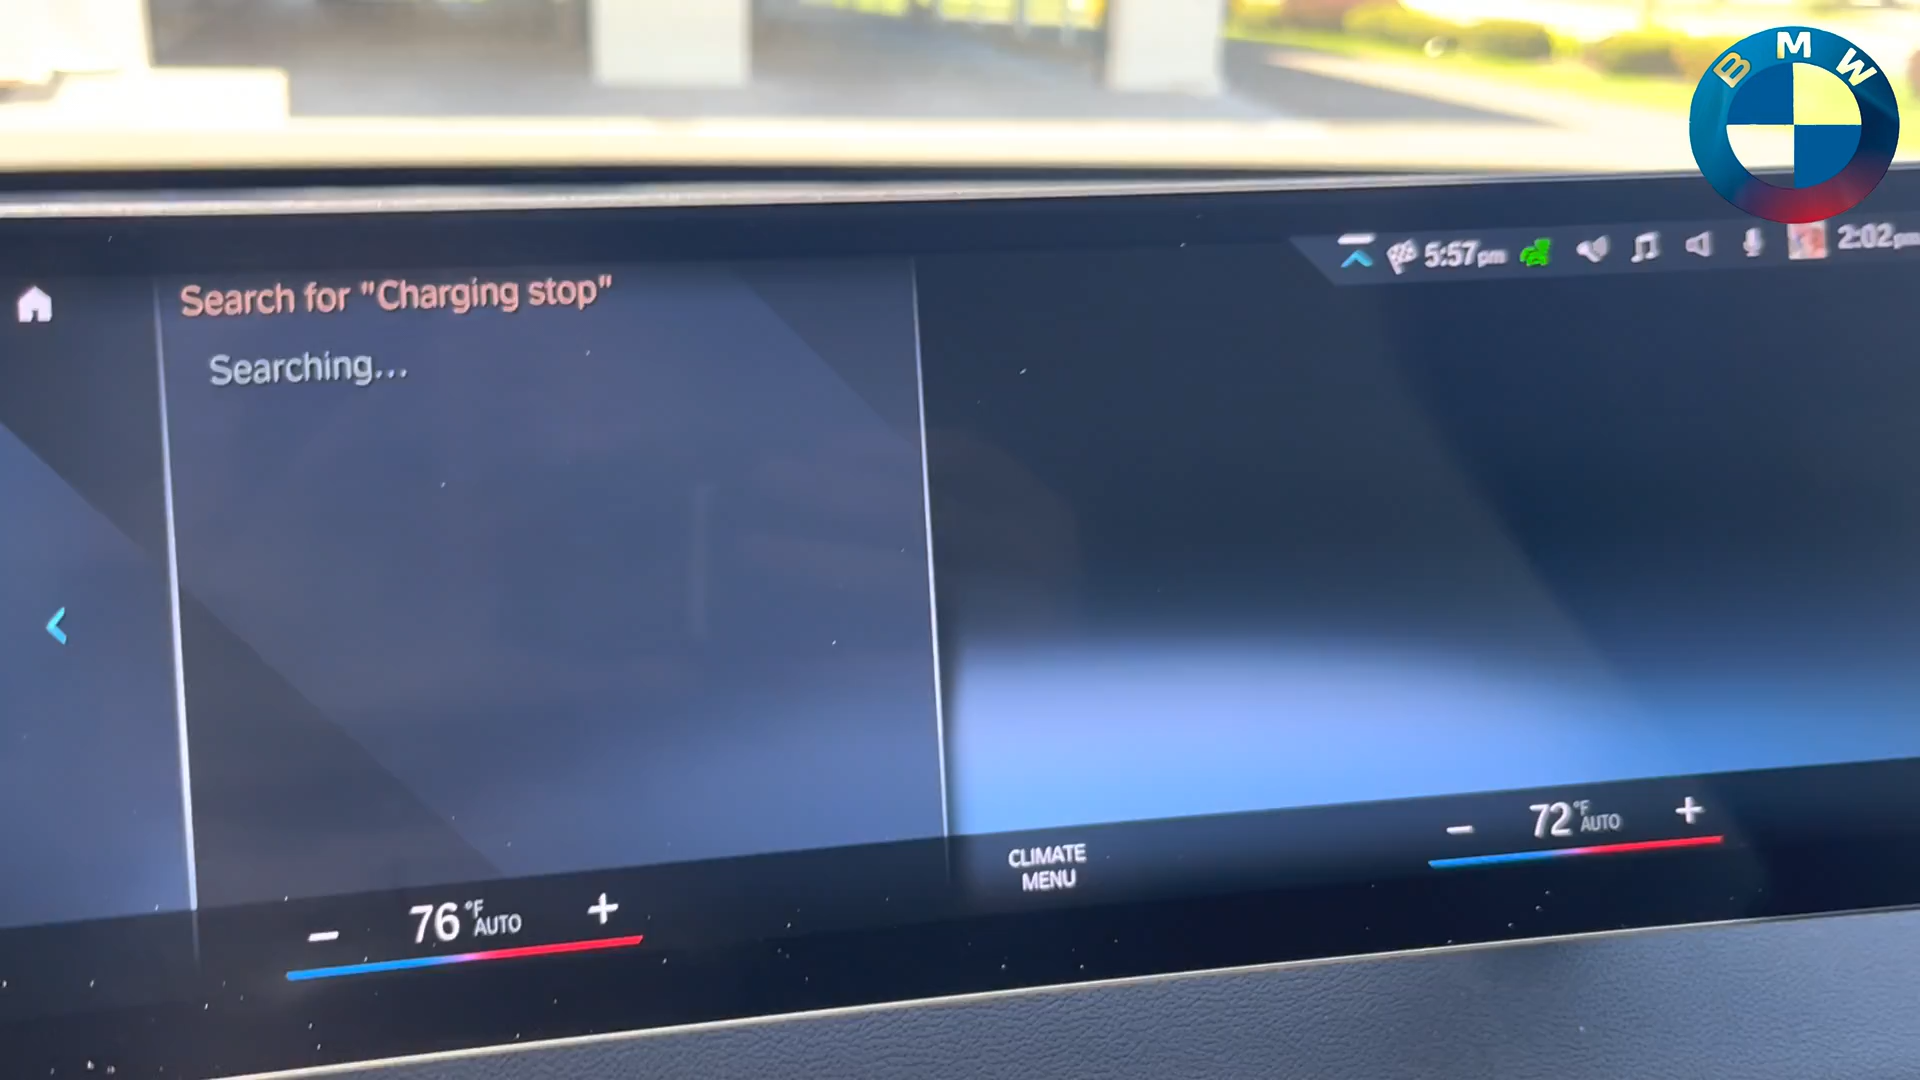 BMW
5:57pm
2:02pm
Search for "Charging stop"
Searching...
72°F AUTO
CLIMATE
MENU
76°F AUTO